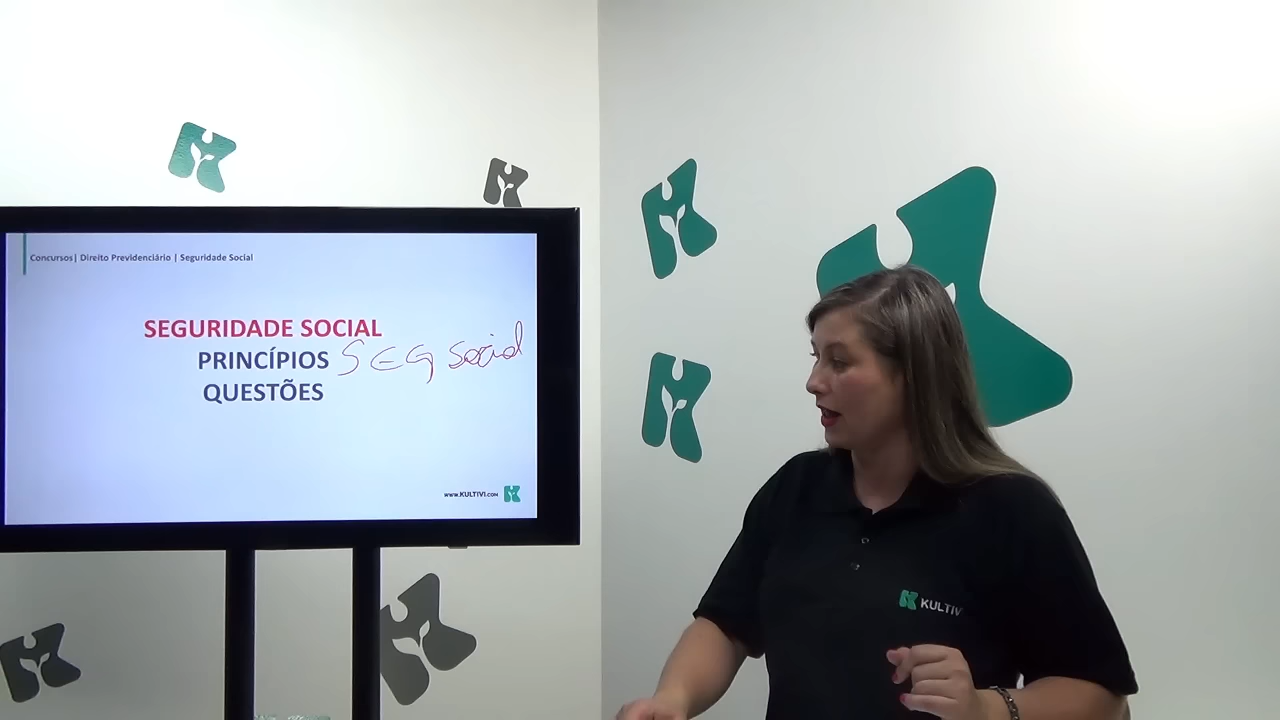 Concursos| Direito Previdenciário | Seguridade Social
SEGURIDADE SOCIAL
PRINCÍPIOS SEG social
QUESTÕES
www.KULTIVI.com
KULTIVI